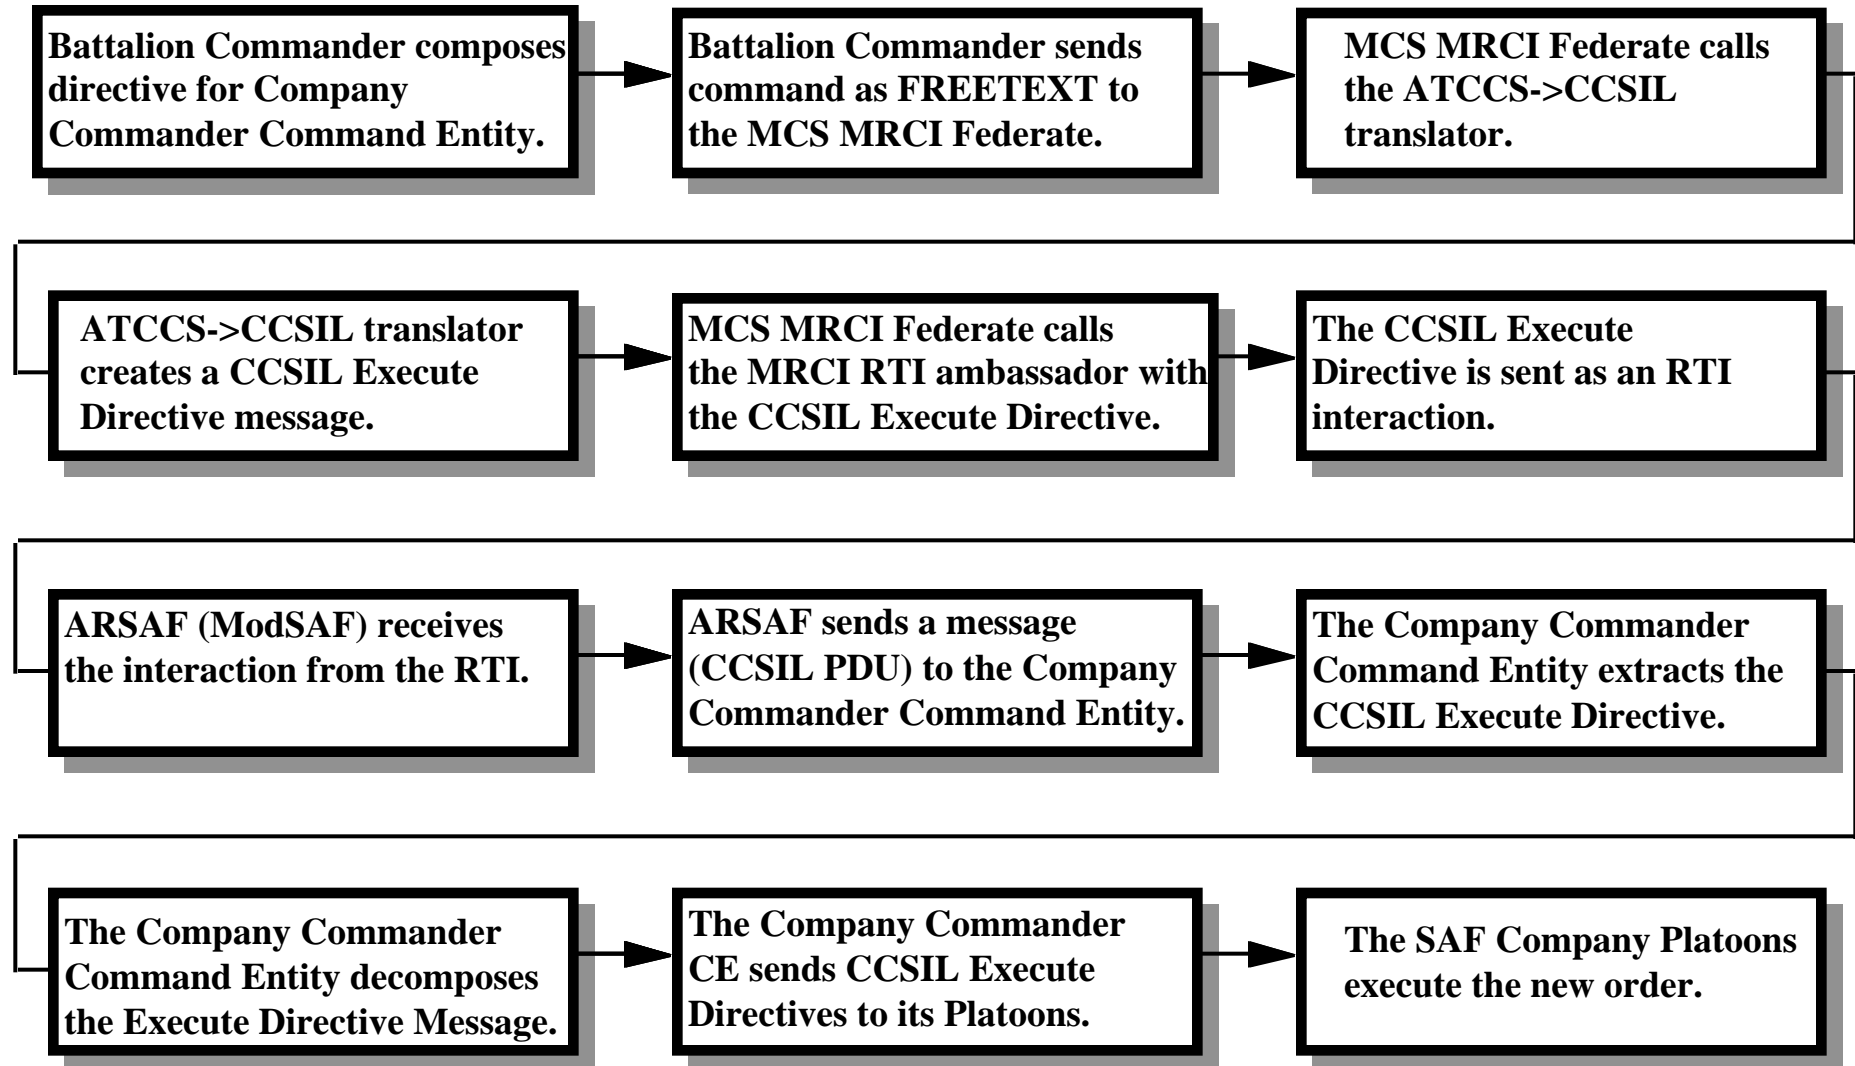 Battalion Commander composes
directive for Company
Commander Command Entity.
Battalion Commander sends
command as FREETEXT to
the MCS MRCI Federate.
MCS MRCI Federate calls
the ATCCS->CCSIL
translator.
ATCCS->CCSIL translator
creates a CCSIL Execute
Directive message.
MCS MRCI Federate calls
the MRCI RTI ambassador with
the CCSIL Execute Directive.
The CCSIL Execute
Directive is sent as an RTI
interaction.
ARSAF (ModSAF) receives
the interaction from the RTI.
ARSAF sends a message
(CCSIL PDU) to the Company
Commander Command Entity.
The Company Commander
Command Entity extracts the
CCSIL Execute Directive.
The Company Commander
Command Entity decomposes
the Execute Directive Message.
The Company Commander
CE sends CCSIL Execute
Directives to its Platoons.
The SAF Company Platoons
execute the new order.